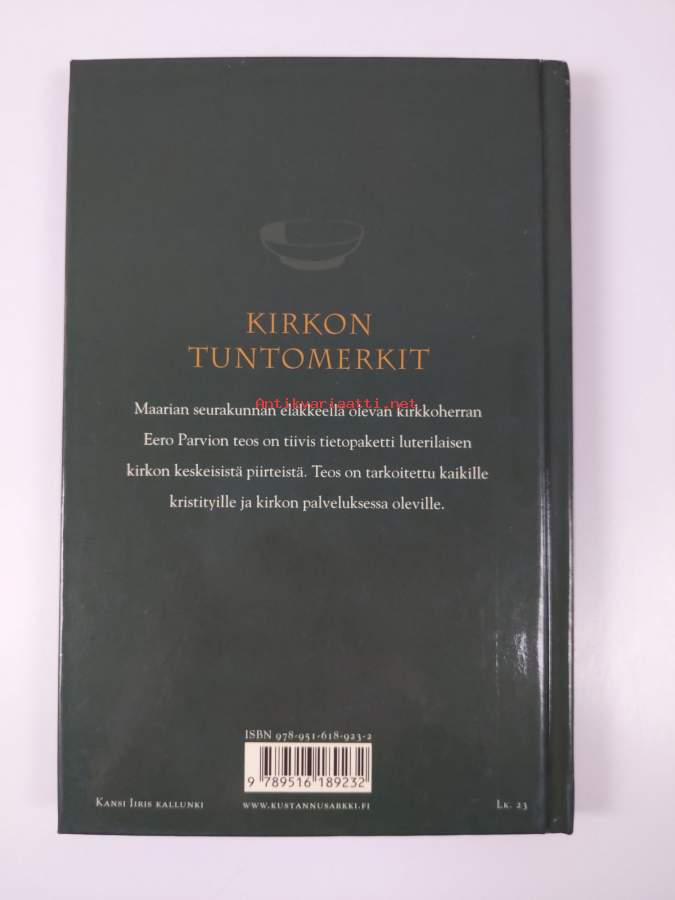 KIRKON
TUNTOMERKIT
Antikvariaatti.net
Maarian seurakunnan eläkkeellä olevan kirkkoherran
Eero Parvion teos on tiivis tietopaketti luterilaisen
kirkon keskeisistä piirteistä. Teos on tarkoitettu kaikille
kristityille ja kirkon palveluksessa oleville.
ISBN 978-951-618-923-2
9 789516 189232
KANSI IIRIS KALLUNKI
WWW.KUSTANNUSARKKI.FI
LK. 23